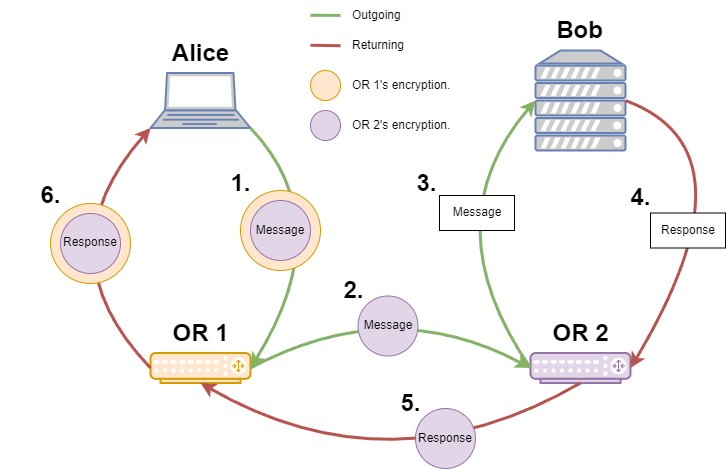 Outgoing
Returning
OR 1's encryption.
OR 2's encryption.
Alice
Bob
1.
Message
2.
Message
3.
Message
4.
Response
5.
Response
6.
Response
OR 1
OR 2